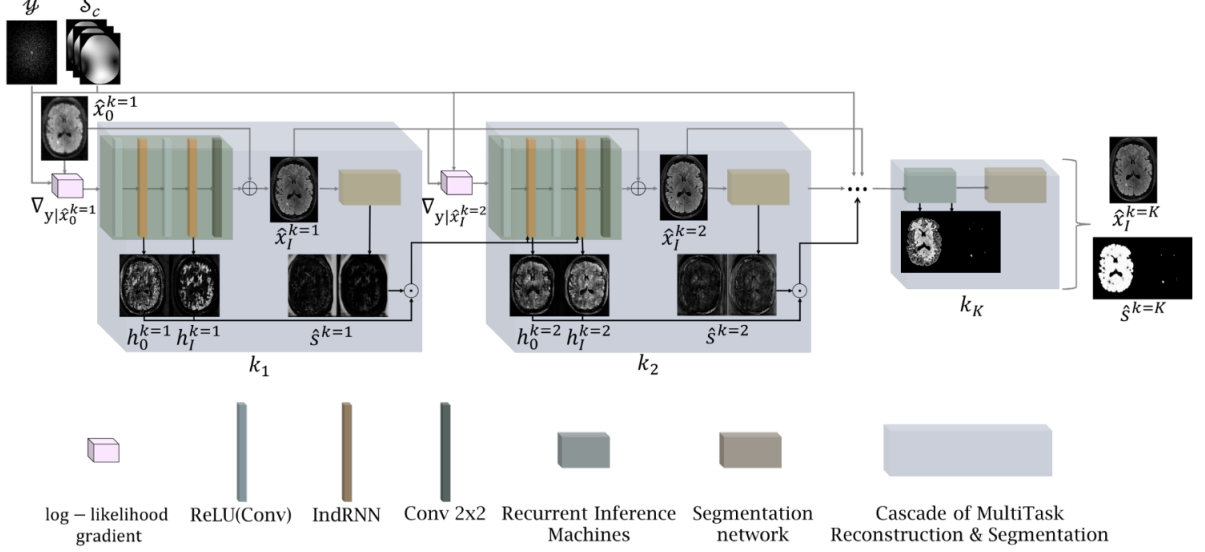 𝒴 𝒮_c
x̂_0^{k=1}
∇_{y|x̂_0^{k=1}}
x̂_I^{k=1}
∇_{y|x̂_I^{k=2}}
x̂_I^{k=2}
x̂_I^{k=K}
h_0^{k=1} h_I^{k=1} ŝ^{k=1}
h_0^{k=2} h_I^{k=2} ŝ^{k=2}
k_K
ŝ^{k=K}
k_1
k_2
log – likelihood
gradient
ReLU(Conv)
IndRNN
Conv 2x2
Recurrent Inference
Machines
Segmentation
network
Cascade of MultiTask
Reconstruction & Segmentation